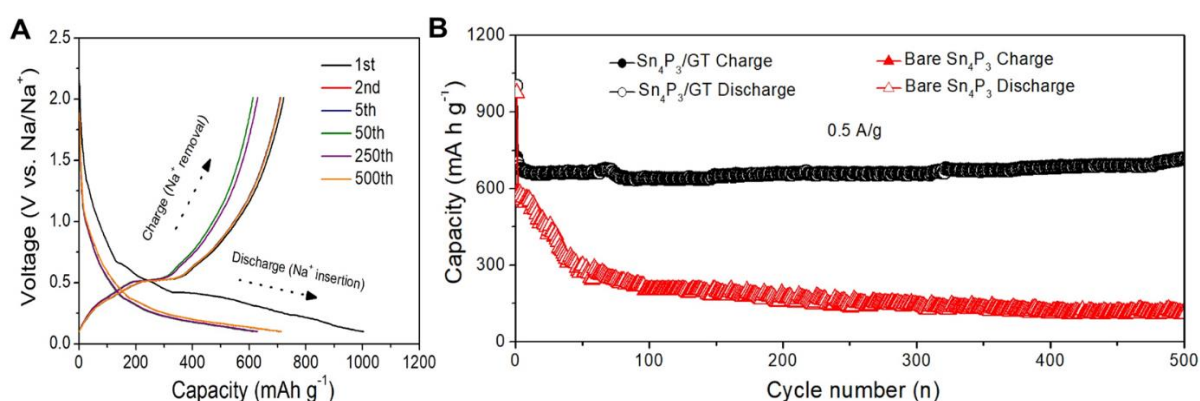 A
Voltage (V vs. Na/Na⁺)
2.5
2.0
1.5
1.0
0.5
0.0
1st
2nd
5th
50th
250th
500th
Charge (Na⁺ removal)
Discharge (Na⁺ insertion)
0 200 400 600 800 1000 1200
Capacity (mAh g⁻¹)
B
Capacity (mA h g⁻¹)
1200
900
600
300
0
Sn₄P₃/GT Charge
Sn₄P₃/GT Discharge
Bare Sn₄P₃ Charge
Bare Sn₄P₃ Discharge
0.5 A/g
0 100 200 300 400 500
Cycle number (n)